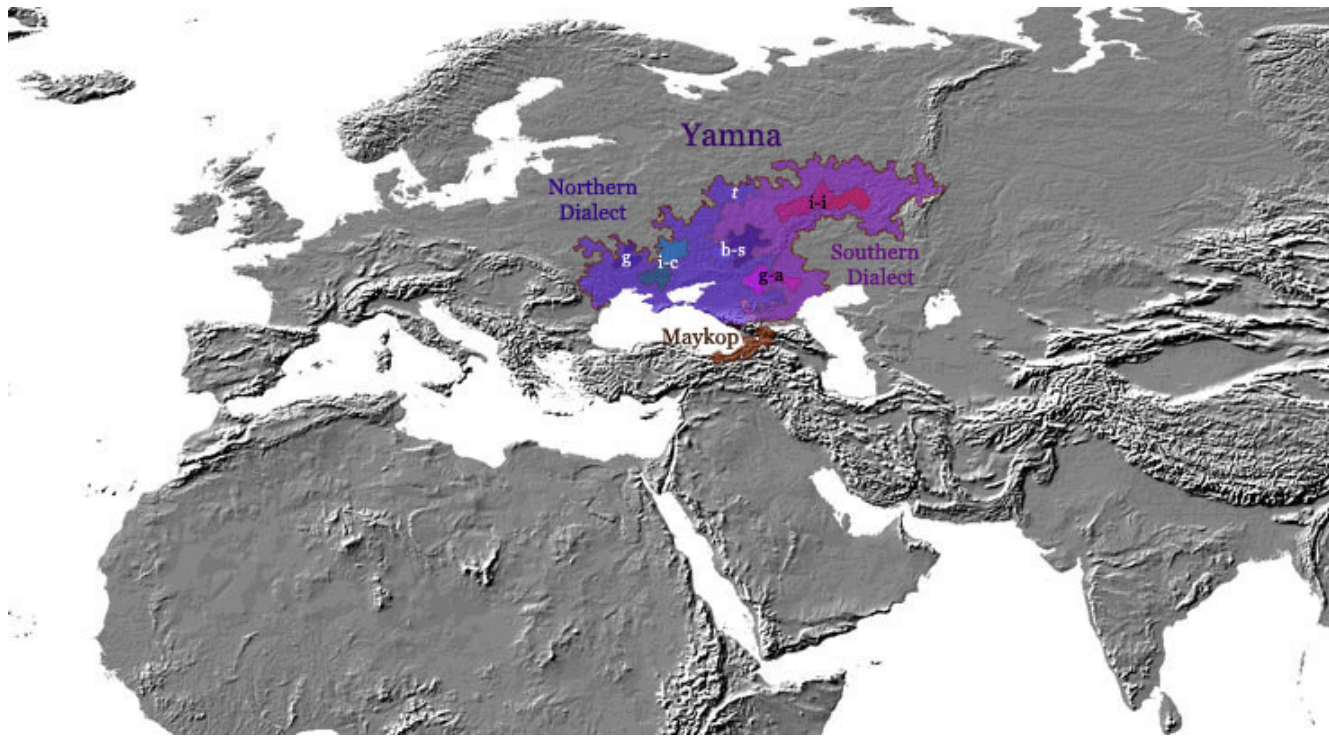 Yamna
Northern
Dialect
t
i-i
g
i-c
b-s
Southern
Dialect
g-a
Maykop